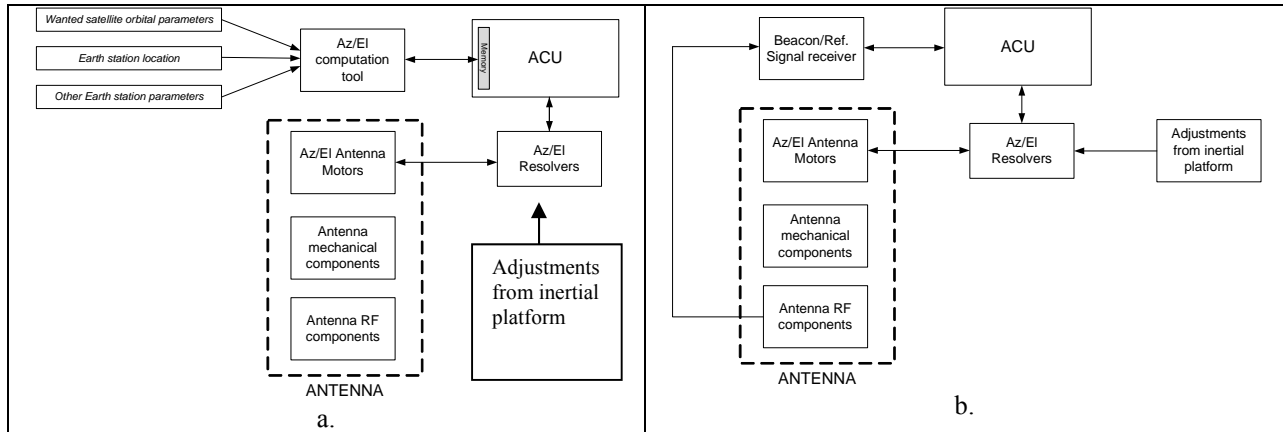 Wanted satellite orbital parameters
Earth station location
Other Earth station parameters
Az/El
computation
tool
Memory
ACU
Az/El Antenna
Motors
Az/El
Resolvers
Antenna
mechanical
components
Antenna RF
components
Adjustments
from inertial
platform
ANTENNA
a.
Beacon/Ref.
Signal receiver
ACU
Az/El Antenna
Motors
Az/El
Resolvers
Adjustments
from inertial
platform
Antenna
mechanical
components
Antenna RF
components
ANTENNA
b.